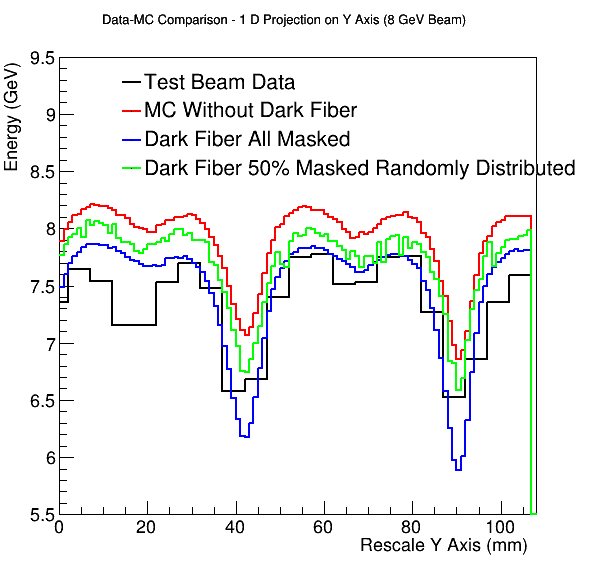 Data-MC Comparison - 1 D Projection on Y Axis (8 GeV Beam)
Energy (GeV)
9.5
9
8.5
8
7.5
7
6.5
6
5.5
Test Beam Data
MC Without Dark Fiber
Dark Fiber All Masked
Dark Fiber 50% Masked Randomly Distributed
0 20 40 60 80 100
Rescale Y Axis (mm)